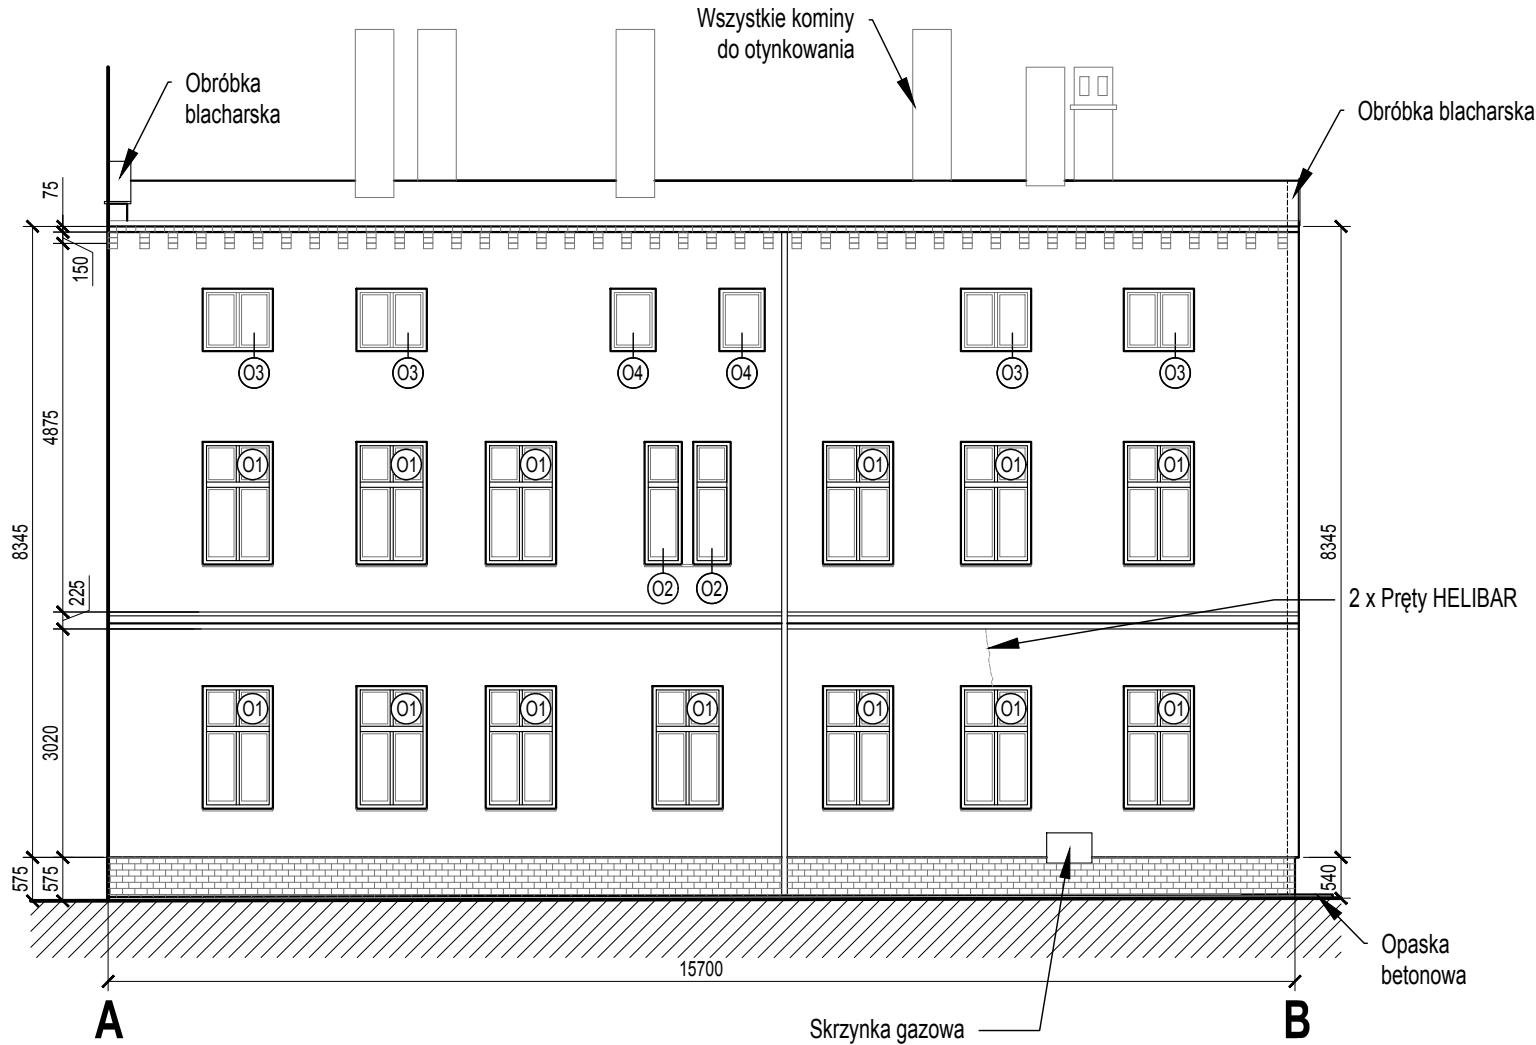 Wszystkie kominy
do otynkowania
Obróbka
blacharska
Obróbka blacharska
75
150
O3
O3
O4
O4
O3
O3
4875
O1
O1
O1
O1
O1
O1
8345
8345
225
O2
O2
2 x Pręty HELIBAR
O1
O1
O1
O1
O1
O1
O1
3020
575
575
540
Opaska
betonowa
15700
A
B
Skrzynka gazowa